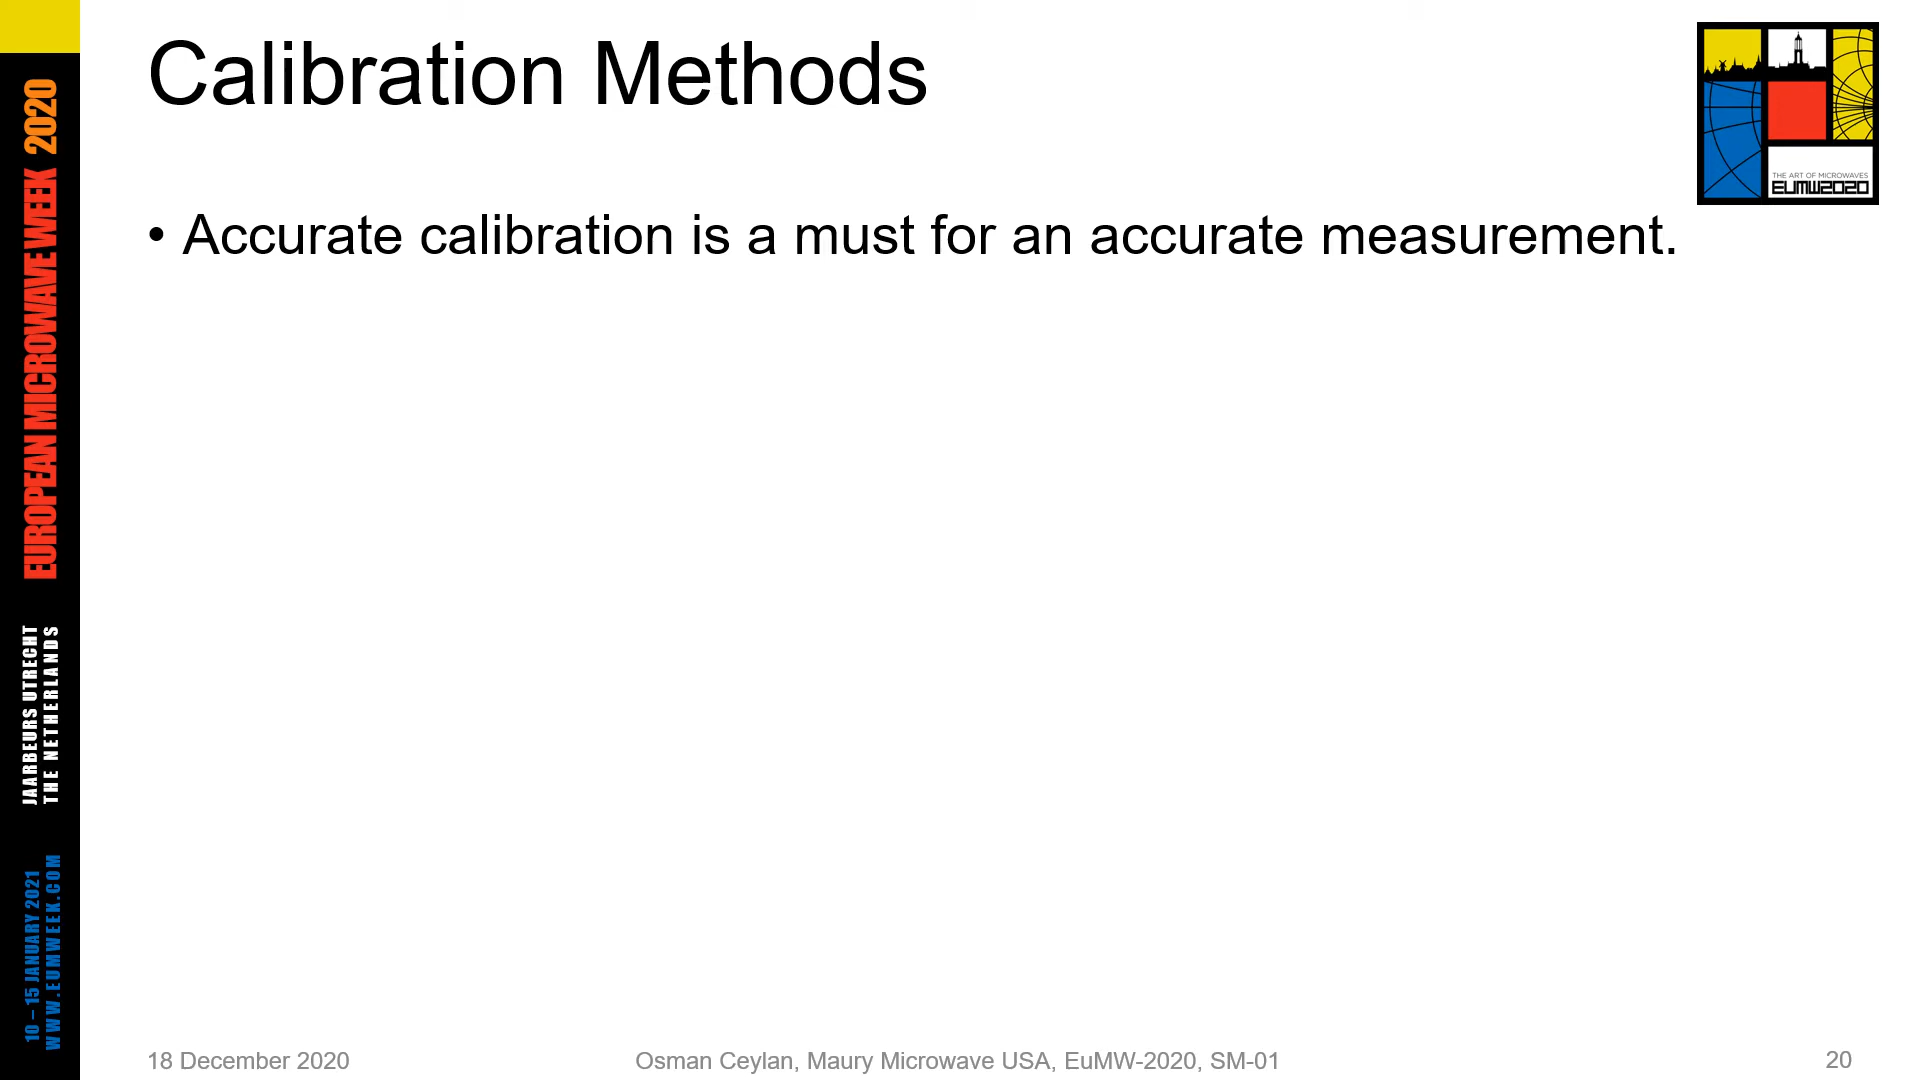 Calibration Methods
• Accurate calibration is a must for an accurate measurement.
THE ART OF MICROWAVES
EUMW2020
EUROPEAN MICROWAVE WEEK 2020
JAARBEURS UTRECHT
THE NETHERLANDS
10 – 15 JANUARY 2021
WWW.EUMWEEK.COM
18 December 2020
Osman Ceylan, Maury Microwave USA, EuMW-2020, SM-01
20